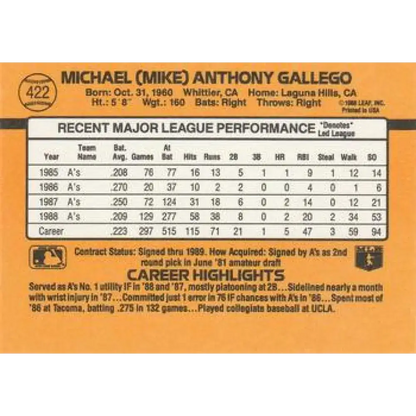 422
MICHAEL (MIKE) ANTHONY GALLEGO
Born: Oct. 31, 1960 Whittier, CA Home: Laguna Hills, CA
Ht.: 5'8" Wgt.: 160 Bats: Right Throws: Right
© 1988 LEAF, INC.
Printed in USA
RECENT MAJOR LEAGUE PERFORMANCE *Denotes Led League
Year Team Name Bat. Avg. Games At Bat Hits Runs 2B 3B HR RBI Steal Walk SO
1985 A's .208 76 77 16 13 5 1 1 9 1 12 14
1986 A's .270 20 37 10 2 2 0 0 4 0 1 6
1987 A's .250 72 124 31 18 6 0 2 14 0 12 21
1988 A's .209 129 277 58 38 8 0 2 20 2 34 53
Career .223 297 515 115 71 21 1 5 47 3 59 94
Contract Status: Signed thru 1989. How Acquired: Signed by A's as 2nd
round pick in June '81 amateur draft
CAREER HIGHLIGHTS
Served as A's No. 1 utility IF in '88 and '87, mostly platooning at 2B...Sidelined nearly a month
with wrist injury in '87...Committed just 1 error in 76 IF chances with A's in '86...Spent most of
'86 at Tacoma, batting .275 in 132 games...Played collegiate baseball at UCLA.